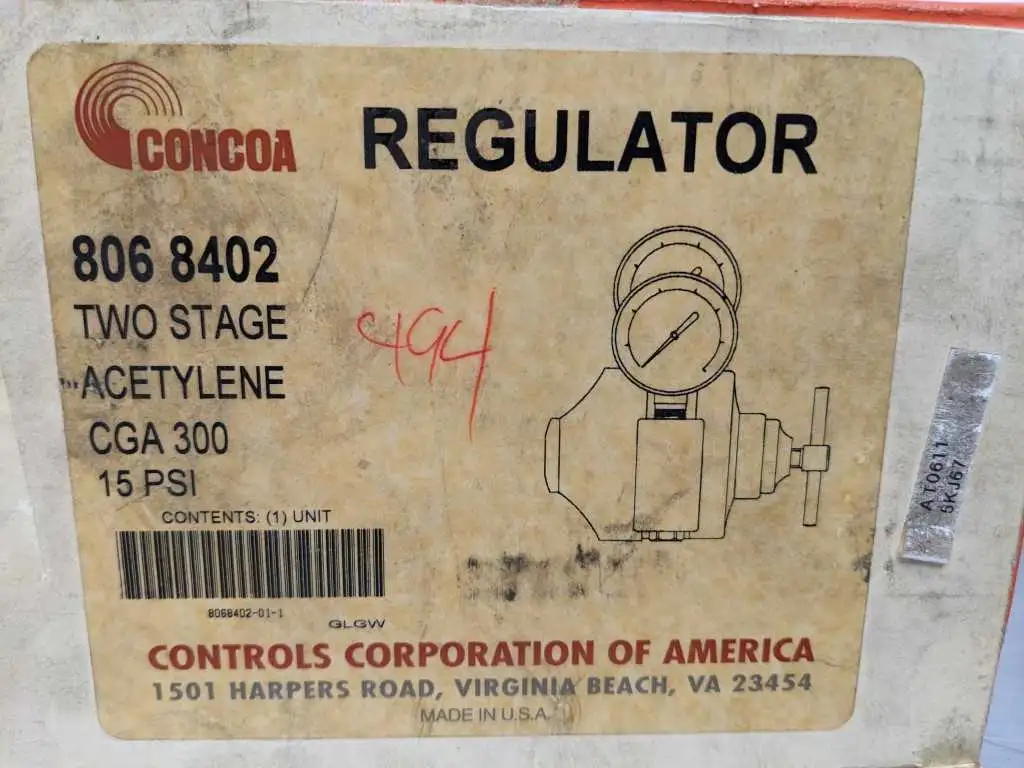 CONCOA
REGULATOR
806 8402
TWO STAGE
ACETYLENE
CGA 300
15 PSI
CONTENTS: (1) UNIT
8068402-01-1
GLGW
494
AT0611
5KJ67
CONTROLS CORPORATION OF AMERICA
1501 HARPERS ROAD, VIRGINIA BEACH, VA 23454
MADE IN U.S.A.